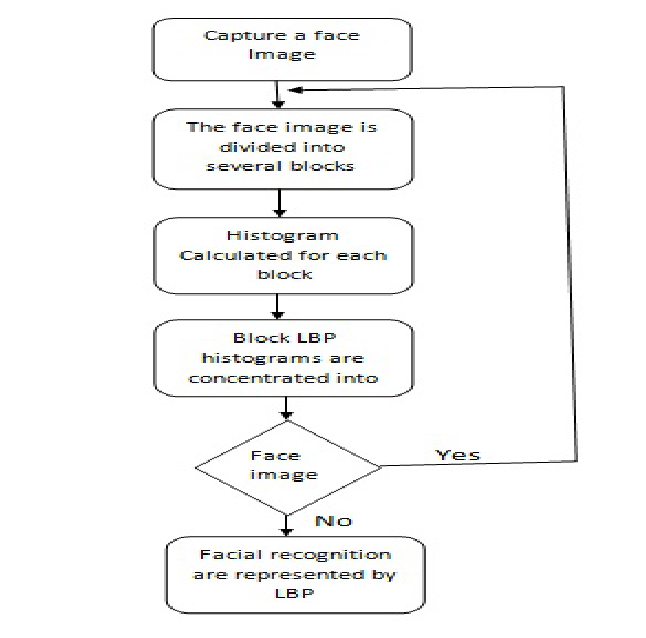 Capture a face
Image
The face image is
divided into
several blocks
Histogram
Calculated for each
block
Block LBP
histograms are
concentrated into
Face
image
Yes
No
Facial recognition
are represented by
LBP